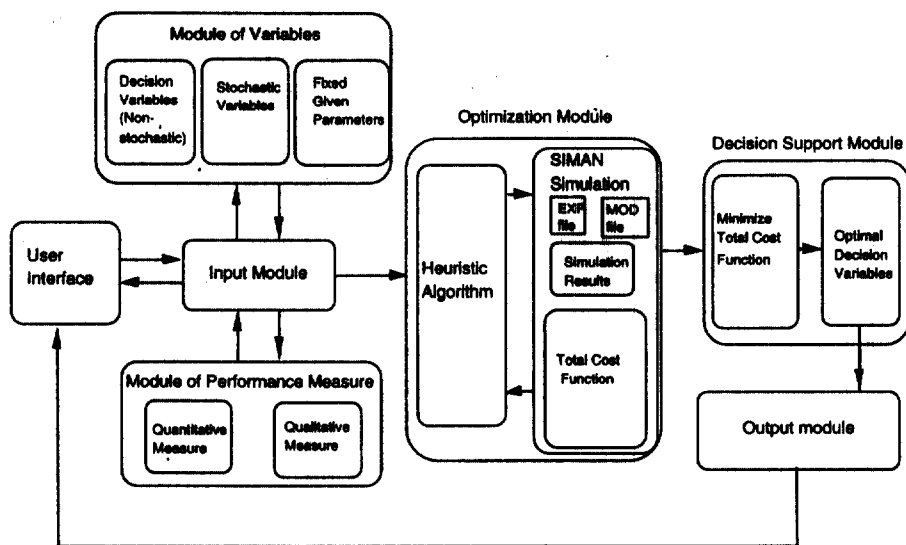 Module of Variables
Decision
Variables
(Non-
stochastic)
Stochastic
Variables
Fixed
Given
Parameters
Optimization Module
Decision Support Module
User
Interface
Input Module
Heuristic
Algorithm
SIMAN
Simulation
EXP
file
MOD
file
Simulation
Results
Total Cost
Function
Minimize
Total Cost
Function
Optimal
Decision
Variables
Module of Performance Measure
Quantitative
Measure
Qualitative
Measure
Output module